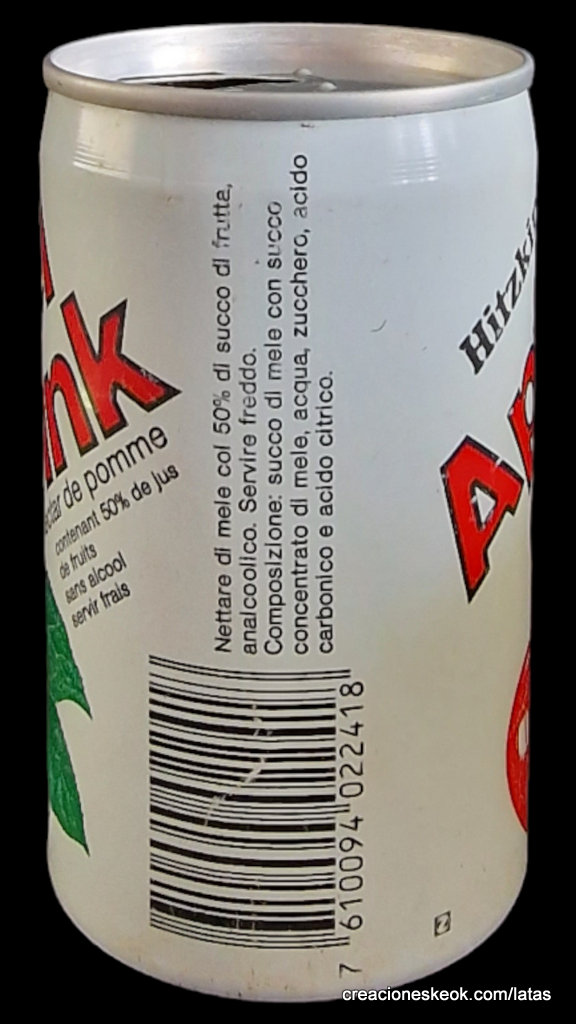 nk
de pomme
contenant 50% de jus
de fruits
sans alcool
servir frais
Nettare di mele col 50% di succo di frutta,
analcoolico. Servire freddo.
Composizione: succo di mele con succo
concentrato di mele, acqua, zucchero, acido
carbonico e acido citrico.
7 610094 022418
Hitzki
Ap
creacioneskeok.com/latas